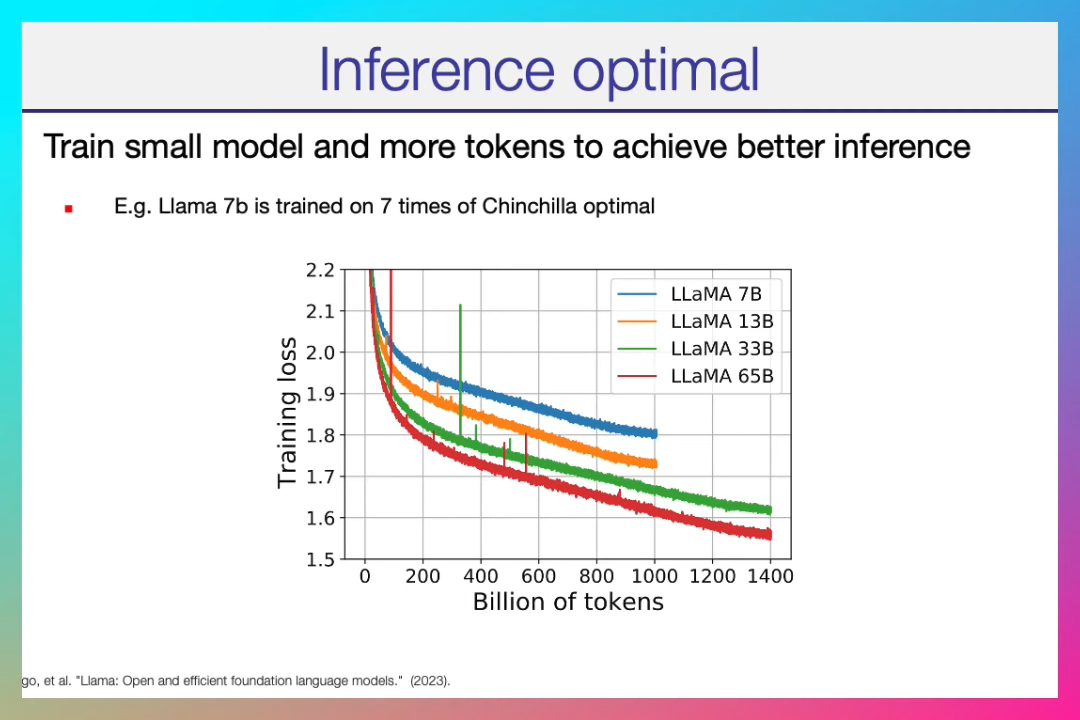 Inference optimal
Train small model and more tokens to achieve better inference
E.g. Llama 7b is trained on 7 times of Chinchilla optimal
2.2
2.1
2.0
1.9
1.8
1.7
1.6
1.5
Training loss
LLaMA 7B
LLaMA 13B
LLaMA 33B
LLaMA 65B
0 200 400 600 800 1000 1200 1400
Billion of tokens
go, et al. "Llama: Open and efficient foundation language models." (2023).